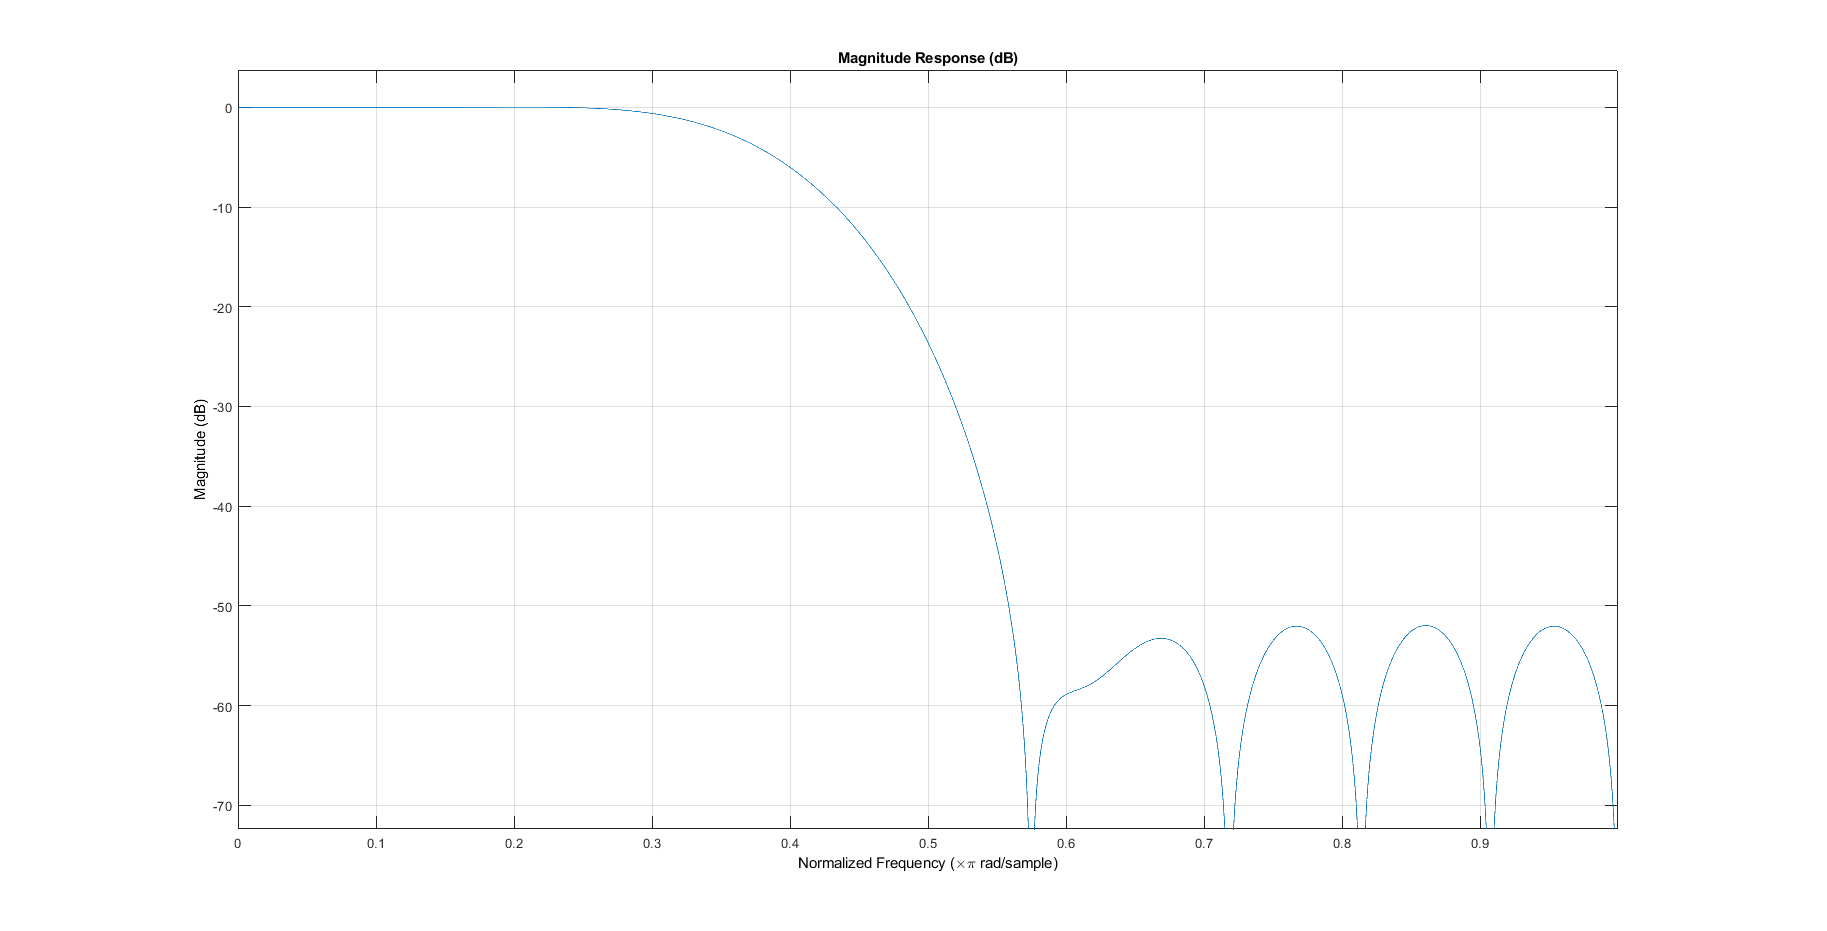 Magnitude Response (dB)
0
-10
-20
-30
-40
-50
-60
-70
Magnitude (dB)
0 0.1 0.2 0.3 0.4 0.5 0.6 0.7 0.8 0.9
Normalized Frequency (×π rad/sample)